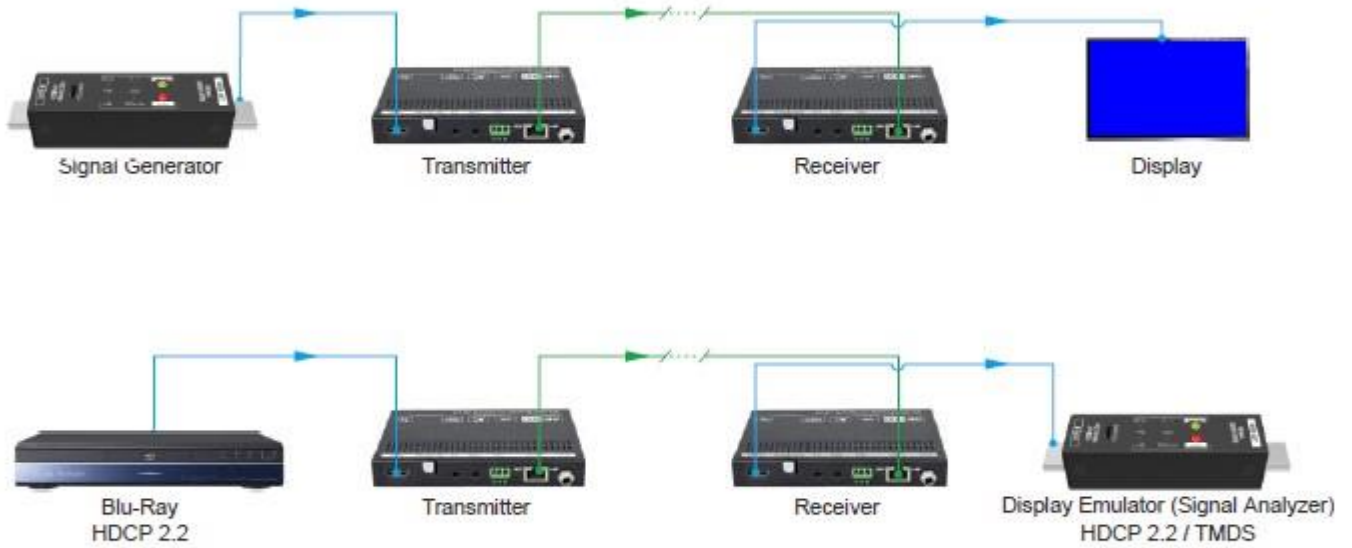 Signal Generator
Transmitter
Receiver
Display
Blu-Ray
HDCP 2.2
Transmitter
Receiver
Display Emulator (Signal Analyzer)
HDCP 2.2 / TMDS